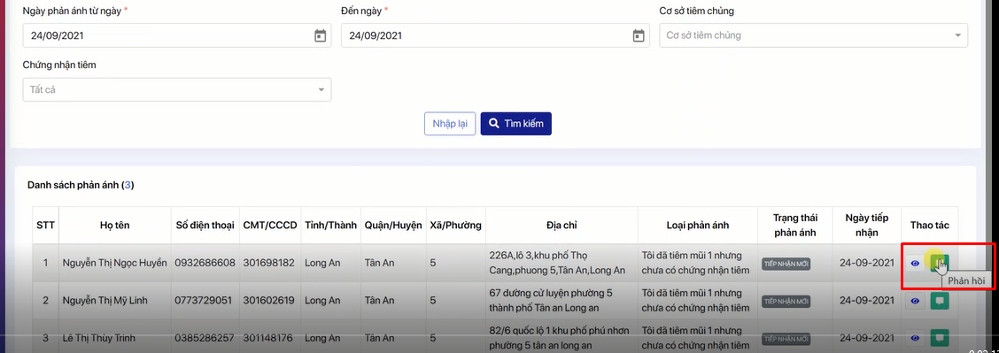 Ngày phản ánh từ ngày * Đến ngày * Cơ sở tiêm chủng
24/09/2021 24/09/2021 Cơ sở tiêm chủng
Chứng nhận tiêm
Tất cả
Nhập lại Tìm kiếm
Danh sách phản ánh (3)
STT Họ tên Số điện thoại CMT/CCCD Tỉnh/Thành Quận/Huyện Xã/Phường Địa chỉ Loại phản ánh Trạng thái phản ánh Ngày tiếp nhận Thao tác
1 Nguyễn Thị Ngọc Huyền 0932686608 301698182 Long An Tân An 5 226A,lô 3,khu phố Thọ Cang,phuong 5,Tân An,Long An Tôi đã tiêm mũi 1 nhưng chưa có chứng nhận tiêm TIẾP NHẬN MỚI 24-09-2021
Phản hồi
2 Nguyễn Thị Mỹ Linh 0773729051 301602619 Long An Tân An 5 67 đường cử luyện phường 5 thành phố Tân an Long an Tôi đã tiêm mũi 1 nhưng chưa có chứng nhận tiêm TIẾP NHẬN MỚI 24-09-2021
3 Lê Thị Thùy Trinh 0385286257 301148176 Long An Tân An 5 82/6 quốc lộ 1 khu phố phú nhơn phường 5 tân an long an Tôi đã tiêm mũi 1 nhưng chưa có chứng nhận tiêm TIẾP NHẬN MỚI 24-09-2021